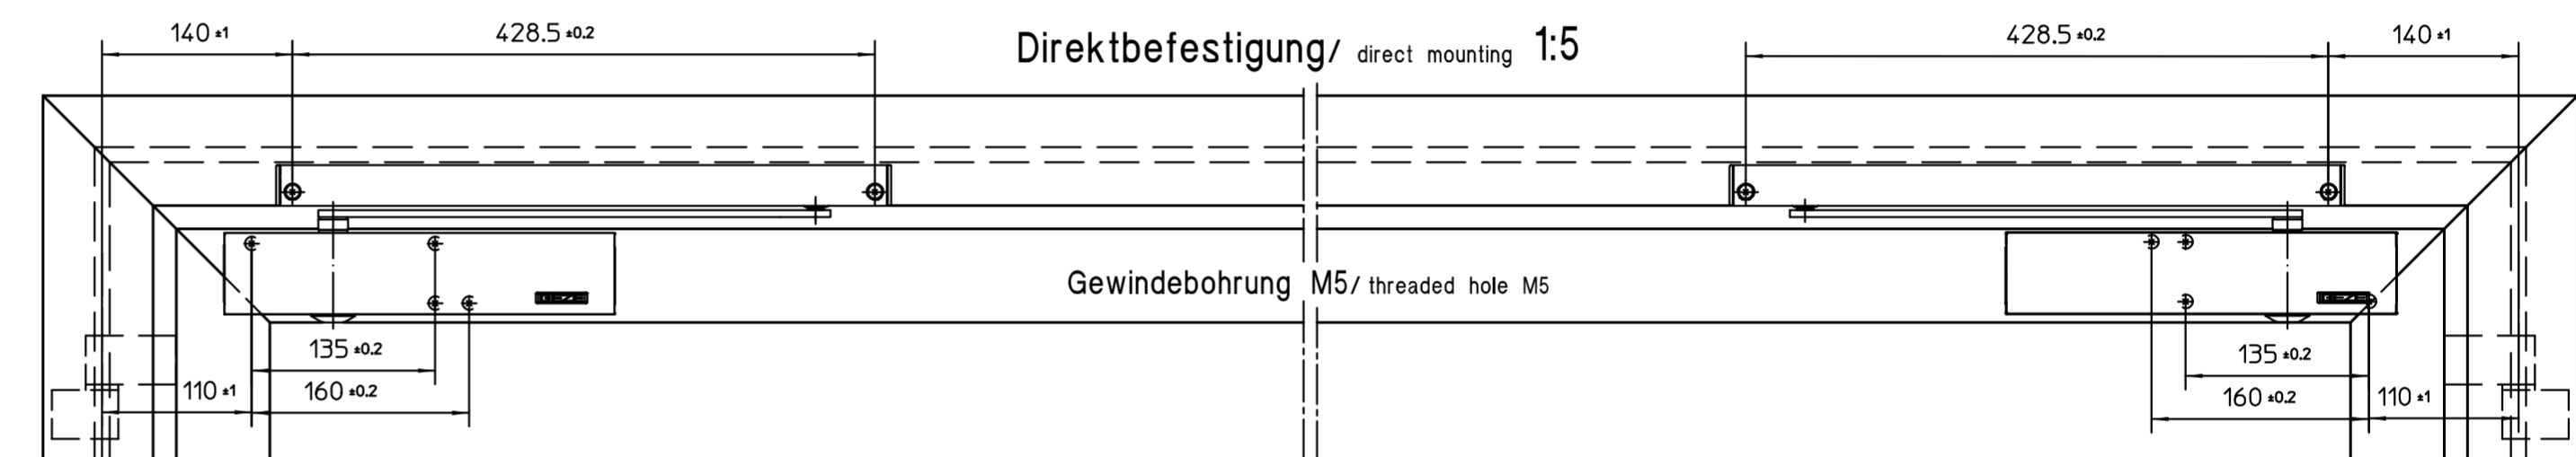 140 ±1
428.5 ±0.2
Direktbefestigung/ direct mounting 1:5
428.5 ±0.2
140 ±1
Gewindebohrung M5/ threaded hole M5
GEZE
GEZE
135 ±0.2
135 ±0.2
110 ±1
160 ±0.2
160 ±0.2
110 ±1